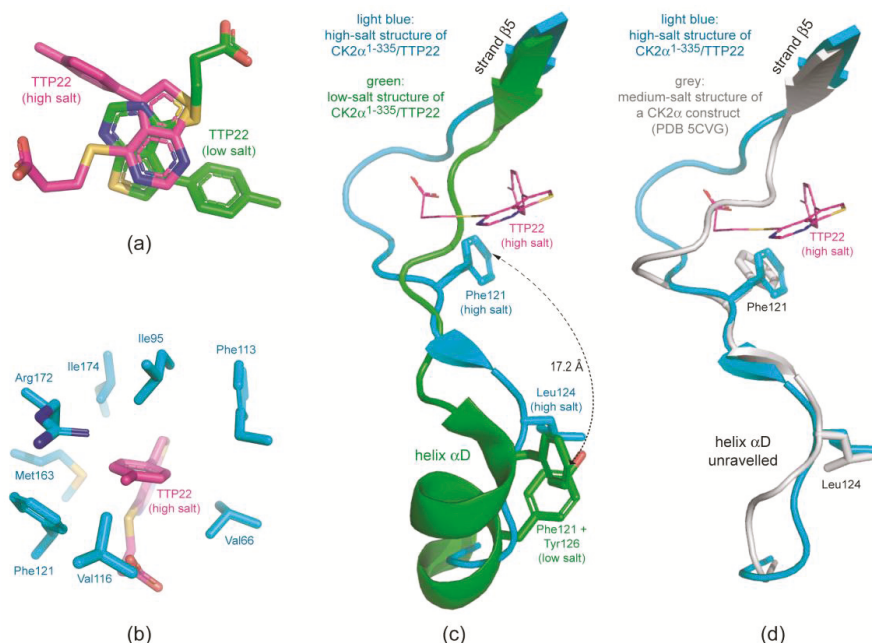 TTP22
(high salt)
TTP22
(low salt)
(a)
Ile95
Ile174
Phe113
Arg172
Met163
TTP22
(high salt)
Phe121
Val116
Val66
(b)
light blue:
high-salt structure of
CK2α1-335/TTP22
green:
low-salt structure of
CK2α1-335/TTP22
strand β5
TTP22
(high salt)
Phe121
(high salt)
17.2 Å
Leu124
(high salt)
helix αD
Phe121 +
Tyr126
(low salt)
(c)
light blue:
high-salt structure of
CK2α1-335/TTP22
grey:
medium-salt structure of
a CK2α construct
(PDB 5CVG)
strand β5
TTP22
(high salt)
Phe121
helix αD
unravelled
Leu124
(d)